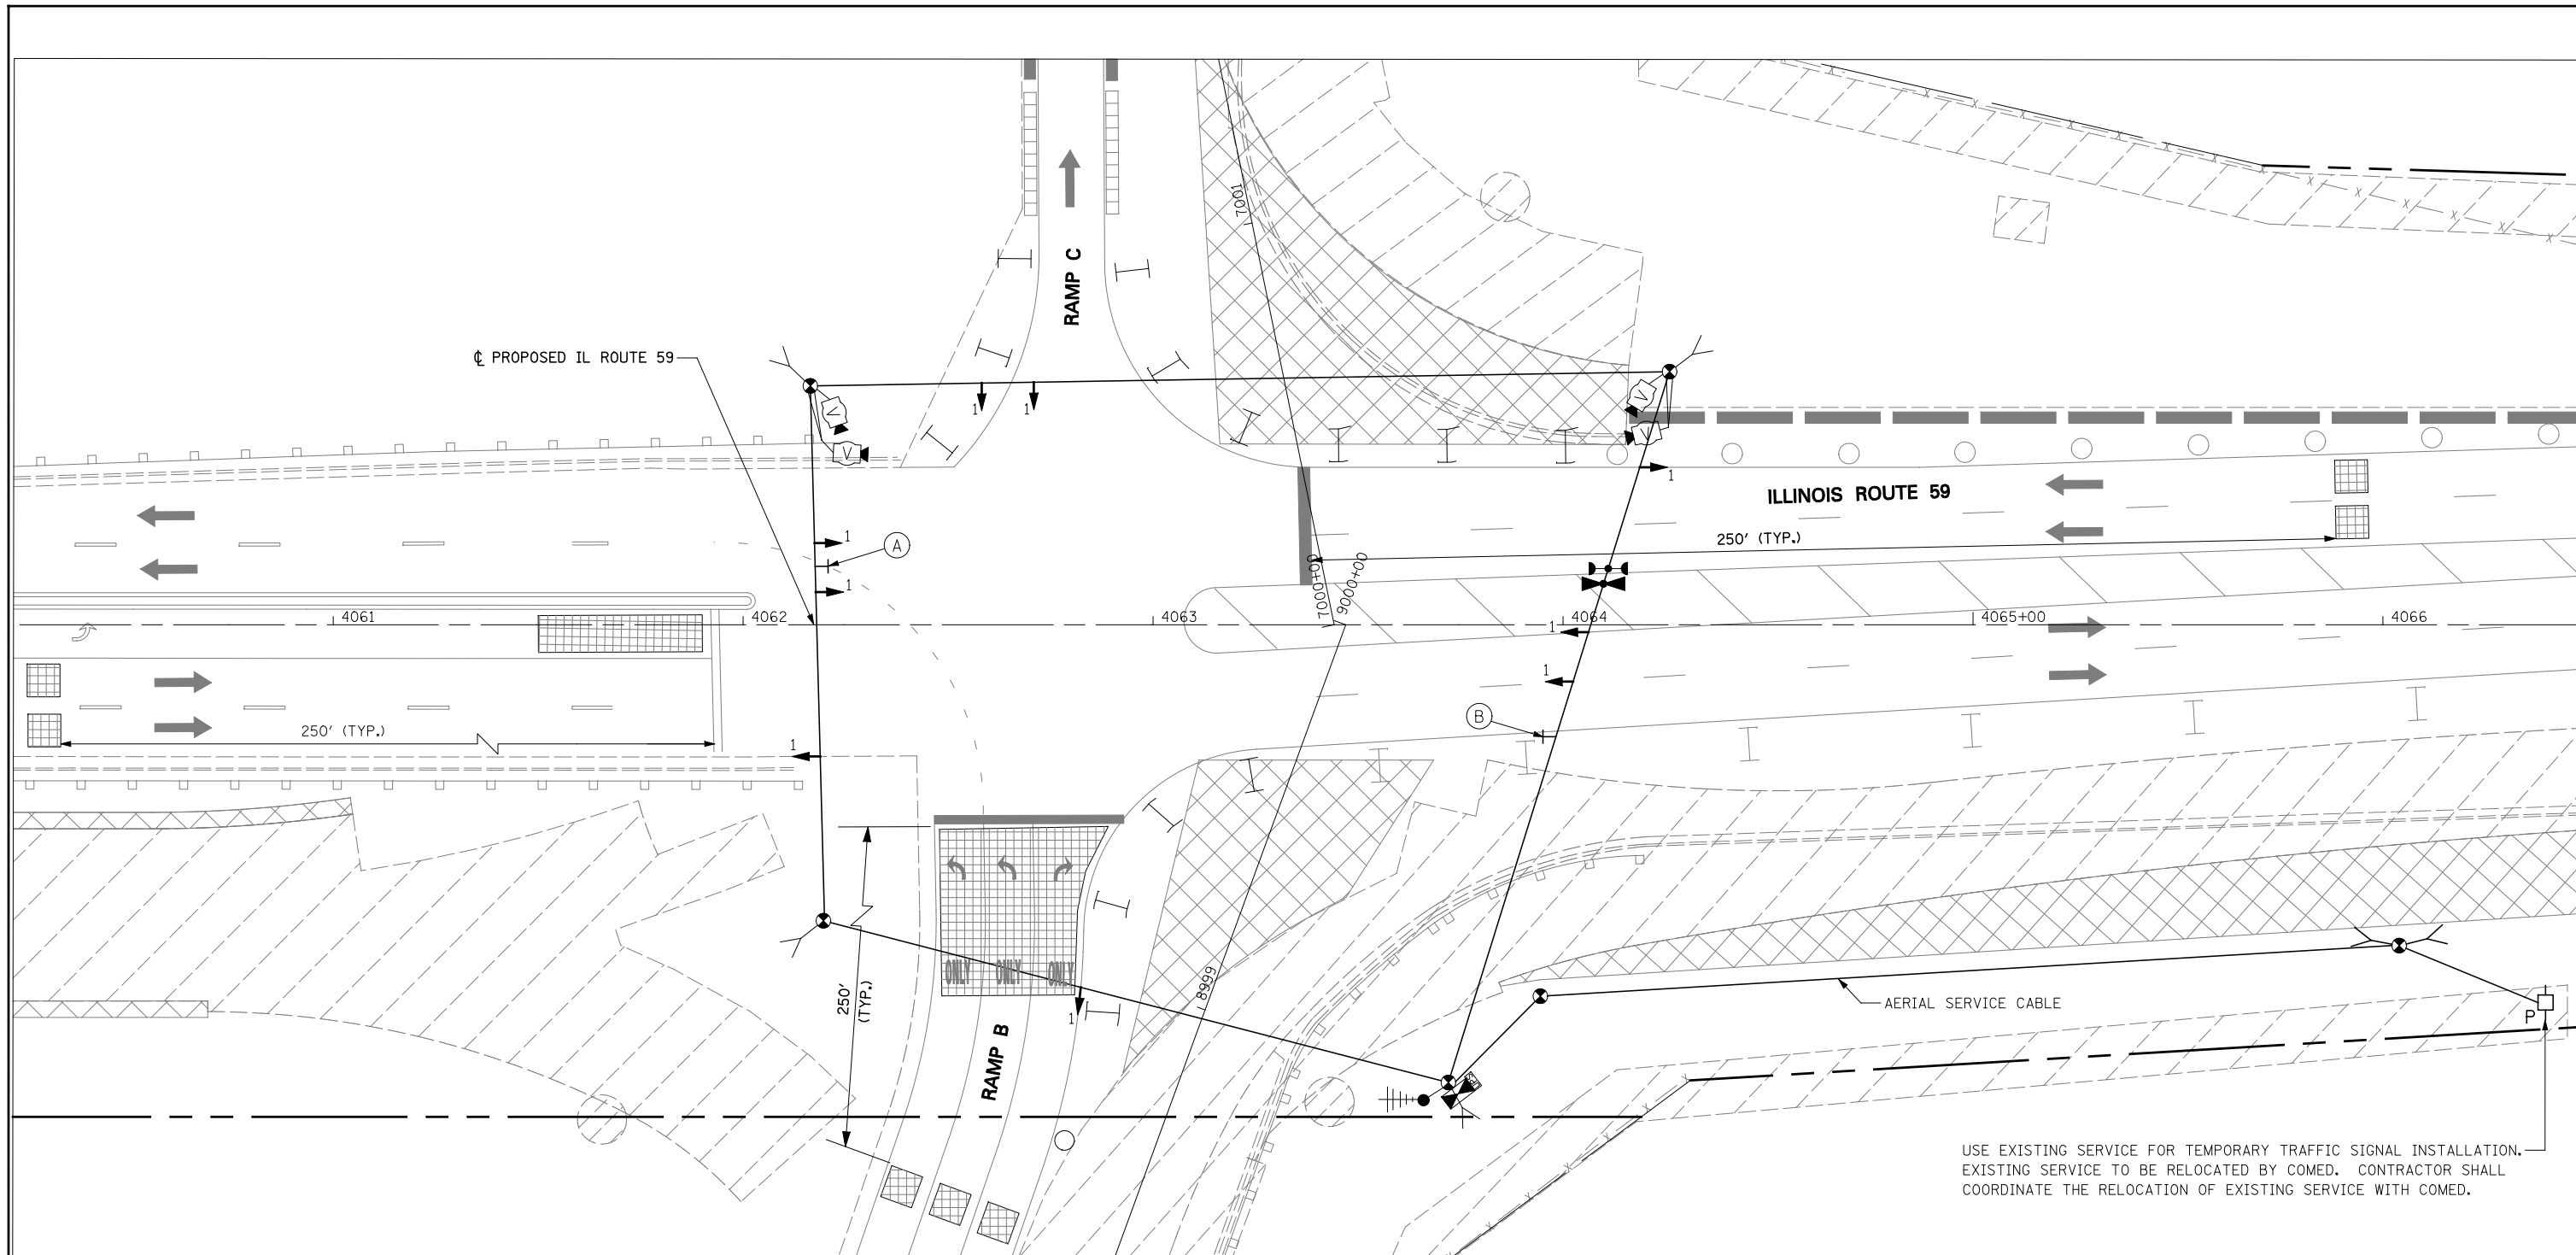 7001
RAMP C
℄ PROPOSED IL ROUTE 59
V
V
V
V
1
1
1
ILLINOIS ROUTE 59
250' (TYP.)
A
1
1
7000+00
9000+00
4061
4062
4063
4064
4065+00
4066
1
1
B
250' (TYP.)
1
ONLY
ONLY
ONLY
250'
(TYP.)
8999
1
RAMP B
AERIAL SERVICE CABLE
P
USE EXISTING SERVICE FOR TEMPORARY TRAFFIC SIGNAL INSTALLATION.
EXISTING SERVICE TO BE RELOCATED BY COMED. CONTRACTOR SHALL
COORDINATE THE RELOCATION OF EXISTING SERVICE WITH COMED.